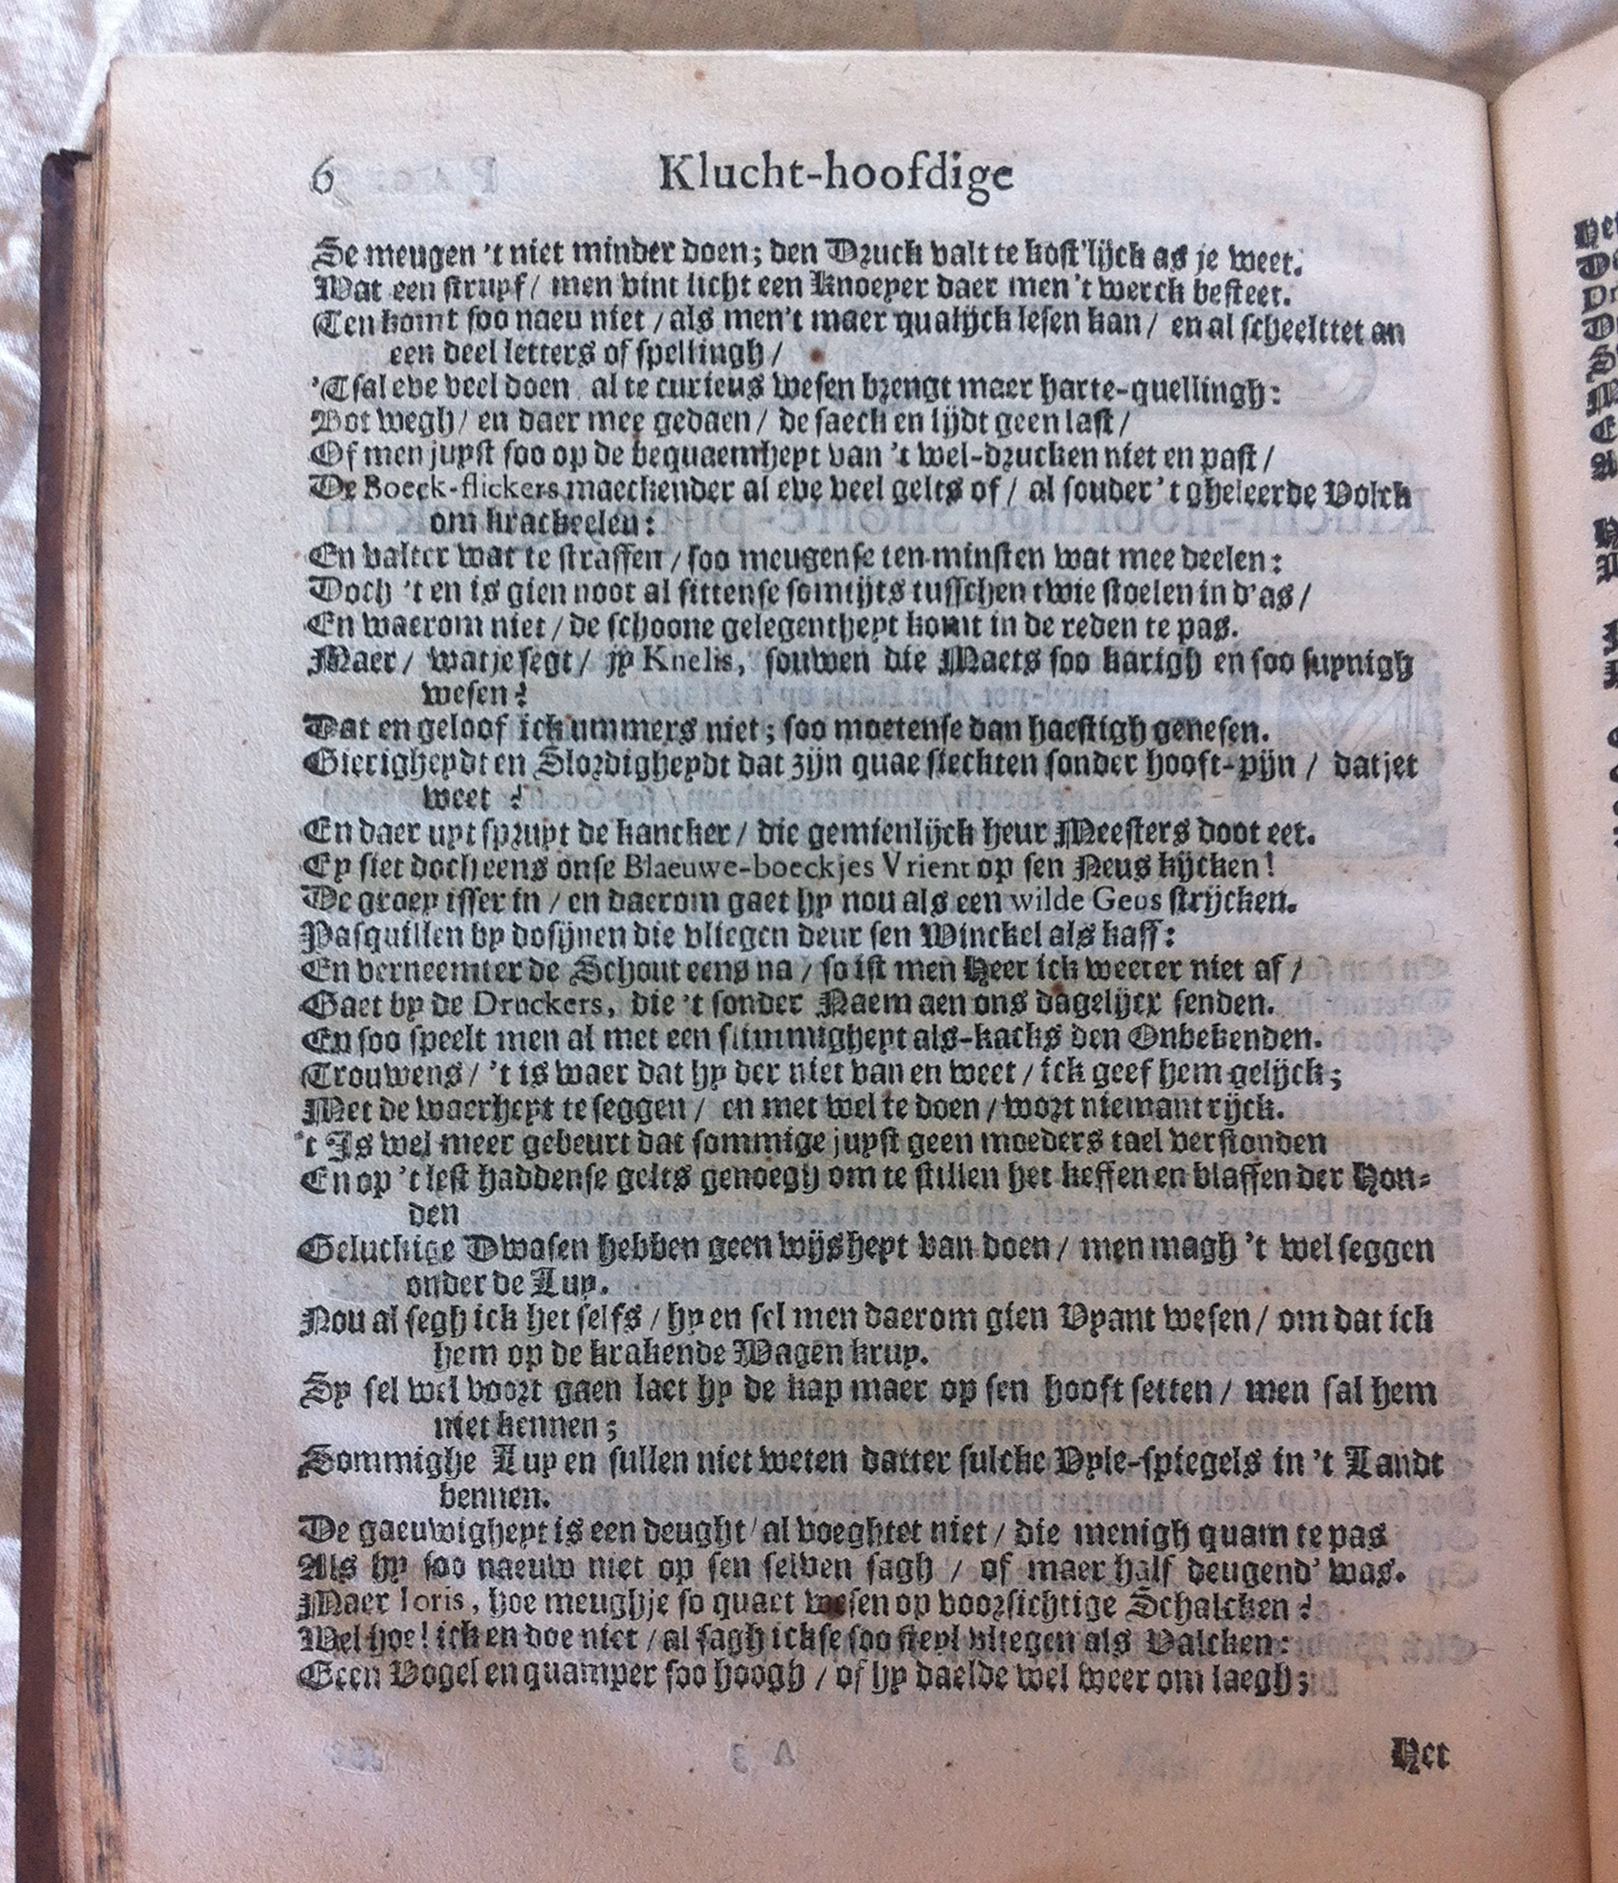 6 Klucht-hoofdige
Se meugen 't niet minder doen; den Druck valt te kost'lijck as je weet.
Wat een struyf / men vint licht een Knoeyer daer men 't werck besteet.
Ten komt soo naeu niet / als men't maer qualijck lesen kan / en al scheelttet an
een deel letters of spellingh /
'T sal eve veel doen al te curieus wesen brengt maer harte-quellingh:
Bot wegh / en daer mee gedaen / de saeck en lijdt geen last /
Of men juyst soo op de bequaemheyt van 't wel-drucken niet en past /
De Boeck-flickers maeckender al eve veel gelts of / al souder 't gheleerde Volck
om krackeelen:
En valter wat te straffen / soo meugense ten minsten wat mee deelen:
Doch 't en is gien noot al sittense somtijts tusschen twie stoelen in d'as /
En waerom niet / de schoone gelegentheyt komt in de reden te pas.
Maer / watje segt / jy Knelis, souwen die Maets soo karigh en soo suynigh
wesen?
Dat en geloof ick ummers niet; soo moetense dan haestigh genesen.
Gierigheydt en Slordigheydt dat zijn quae sieckten sonder hooft-pijn / datjet
weet?
En daer uyt spruyt de kancker / die gemienlijck heur Meesters doot eet.
Ey siet doch eens onse Blaeuwe-boeckjes Vrient op sen Neus kijcken!
De groey isser in / en daerom gaet hy nou als een wilde Geus strijcken.
Pasquillen by dosijnen die vliegen deur sen Winckel als kaff:
En verneemter de Schout eens na / so ist men Heer ick weeter niet af /
Gaet by de Druckers, die 't sonder Naem aen ons dagelijcx senden.
En soo speelt men al met een stimmigheyt als-kacks den Onbekenden.
Trouwens / 't is waer dat hy der niet van en weet / ick geef hem gelijck;
Met de waerheyt te seggen / en met wel te doen / wort niemant rijck.
't Is wel meer gebeurt dat sommige juyst geen moeders tael verstonden
En op 't lest haddense gelts genoegh om te stillen het keffen en blaffen der Hon-
den
Geluckige Dwasen hebben geen wijsheyt van doen / men magh 't wel seggen
onder de Luy.
Nou al segh ick het selfs / hy en sel men daerom gien Vyant wesen / om dat ick
hem op de krakende Wagen kruy.
Sy sel wel voort gaen laet hy de kap maer op sen hooft setten / men sal hem
niet kennen;
Sommighe Luy en sullen niet weten datter sulcke Uyle-spiegels in 't Landt
bennen.
De gaeuwigheyt is een deught / al voeghtet niet / die menigh quam te pas
Als hy soo naeuw niet op sen selven sagh / of maer half deugend' was.
Maer Ioris, hoe meughje so quaet wesen op voorsichtige Schalcken?
Wel hoe! ick en doe niet / al sagh ickse soo steyl vliegen als Valcken:
Geen Vogel en quamper soo hoogh / of hy daelde wel weer om laegh;
Het